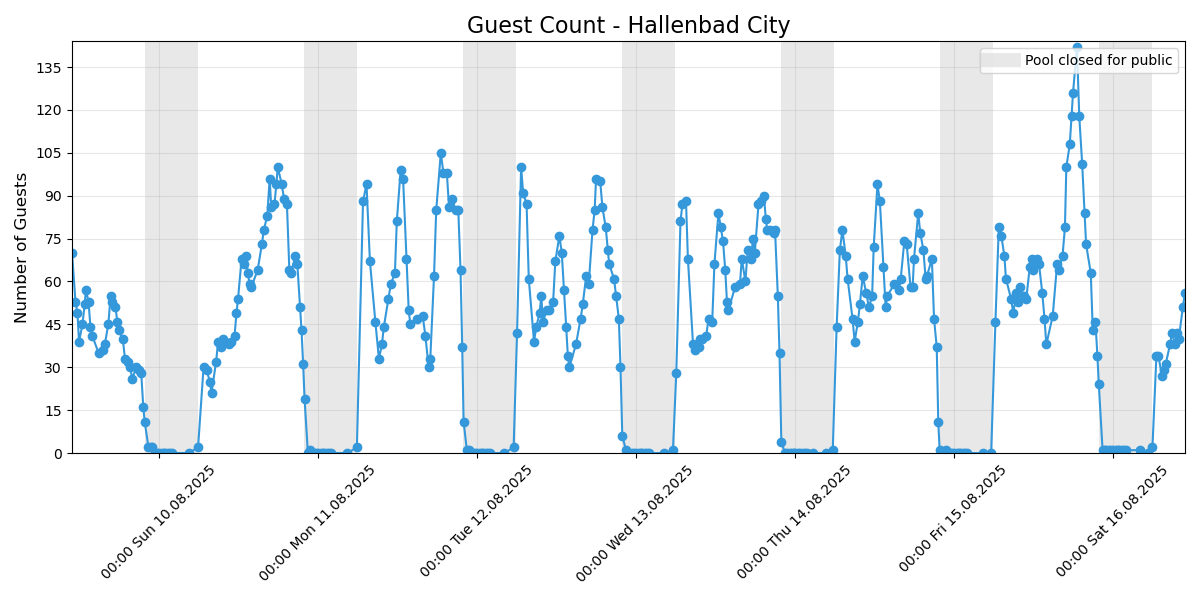 Guest Count - Hallenbad City
Pool closed for public
Number of Guests
135
120
105
90
75
60
45
30
15
0
00:00 Sun 10.08.2025
00:00 Mon 11.08.2025
00:00 Tue 12.08.2025
00:00 Wed 13.08.2025
00:00 Thu 14.08.2025
00:00 Fri 15.08.2025
00:00 Sat 16.08.2025